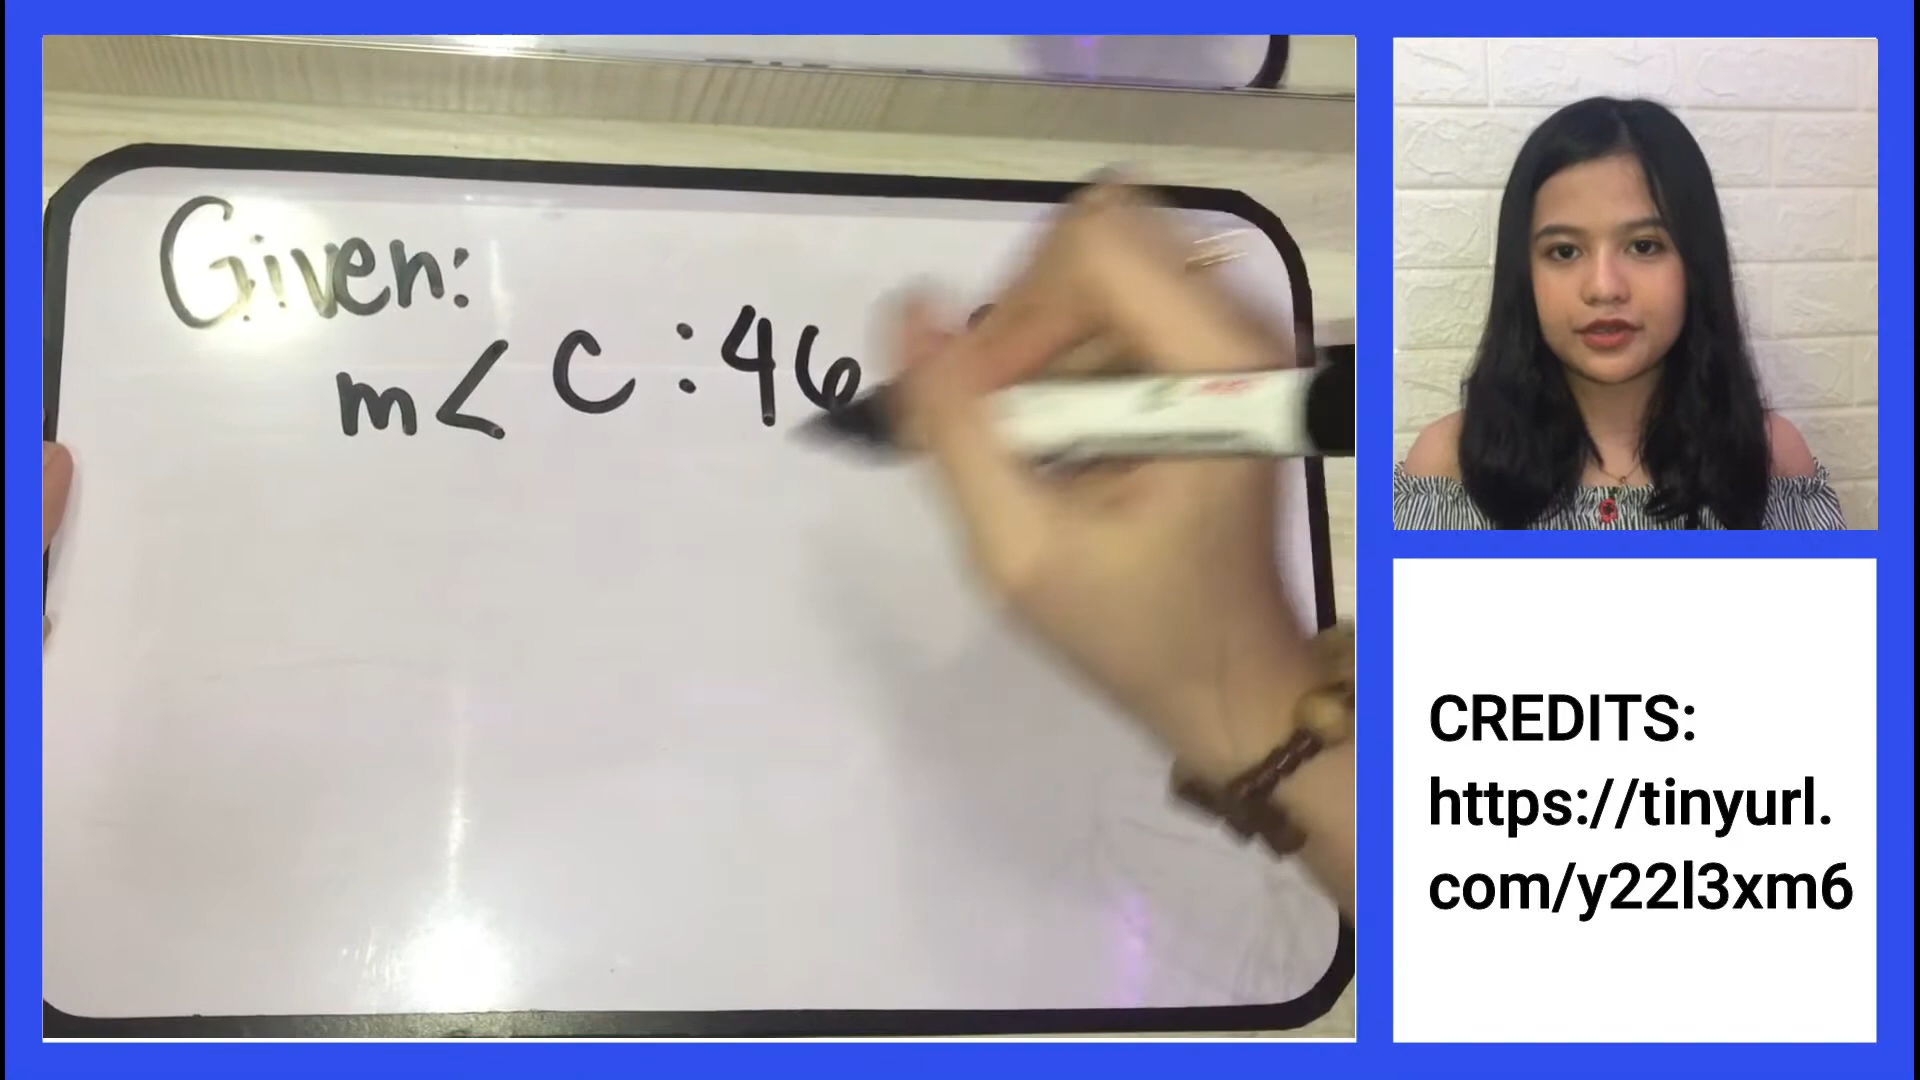 Given:
m< C : 46
CREDITS:
https://tinyurl.
com/y22l3xm6